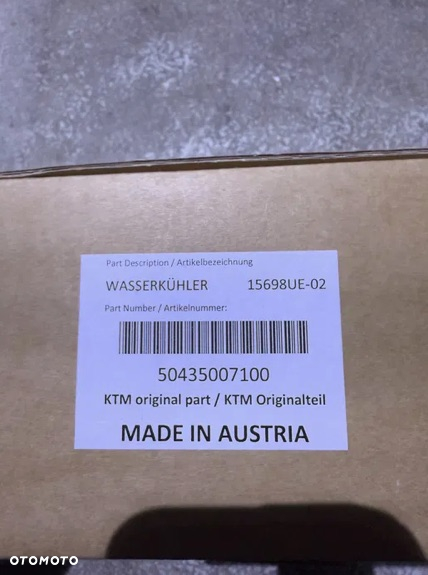 Part Description / Artikelbezeichnung
WASSERKÜHLER 15698UE-02
Part Number / Artikelnummer:
50435007100
KTM original part / KTM Originalteil
MADE IN AUSTRIA
OTOMOTO